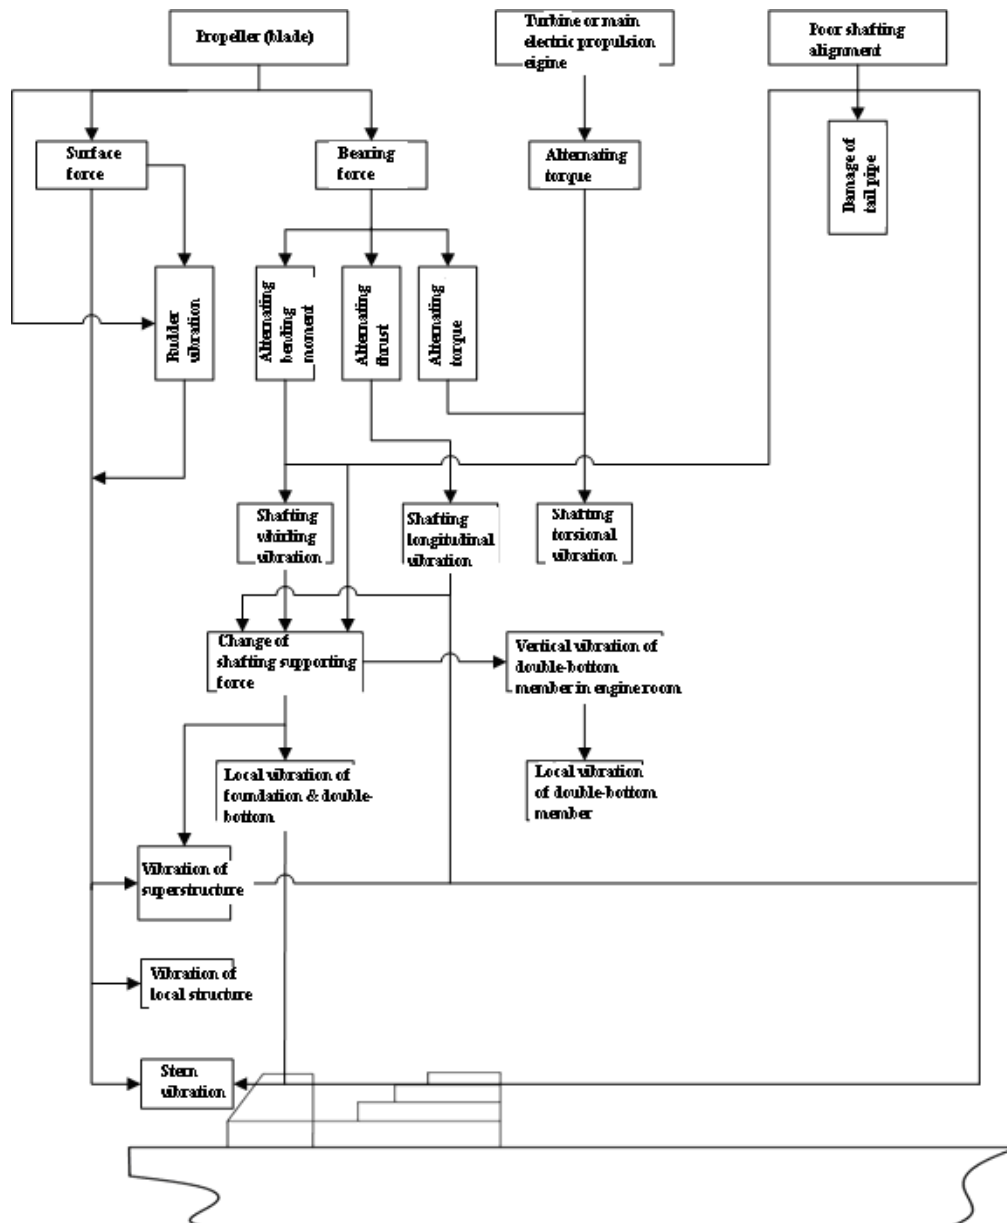 Propeller (blade)
Turbine or main
electric propulsion
eigine
Poor shafting
alignment
Surface
force
Bearing
force
Alternating
torque
Damage of
tail pipe
Rudder
vibration
Alternating
bending
moment
Alternating
thrust
Alternating
torque
Shafting
whirling
vibration
Shafting
longitudinal
vibration
Shafting
torsional
vibration
Change of
shafting supporting
force
Vertical vibration of
double-bottom
member in engine room
Local vibration of
foundation & double-
bottom
Local vibration
of double-bottom
member
Vibration of
superstructure
Vibration of
local structure
Stern
vibration